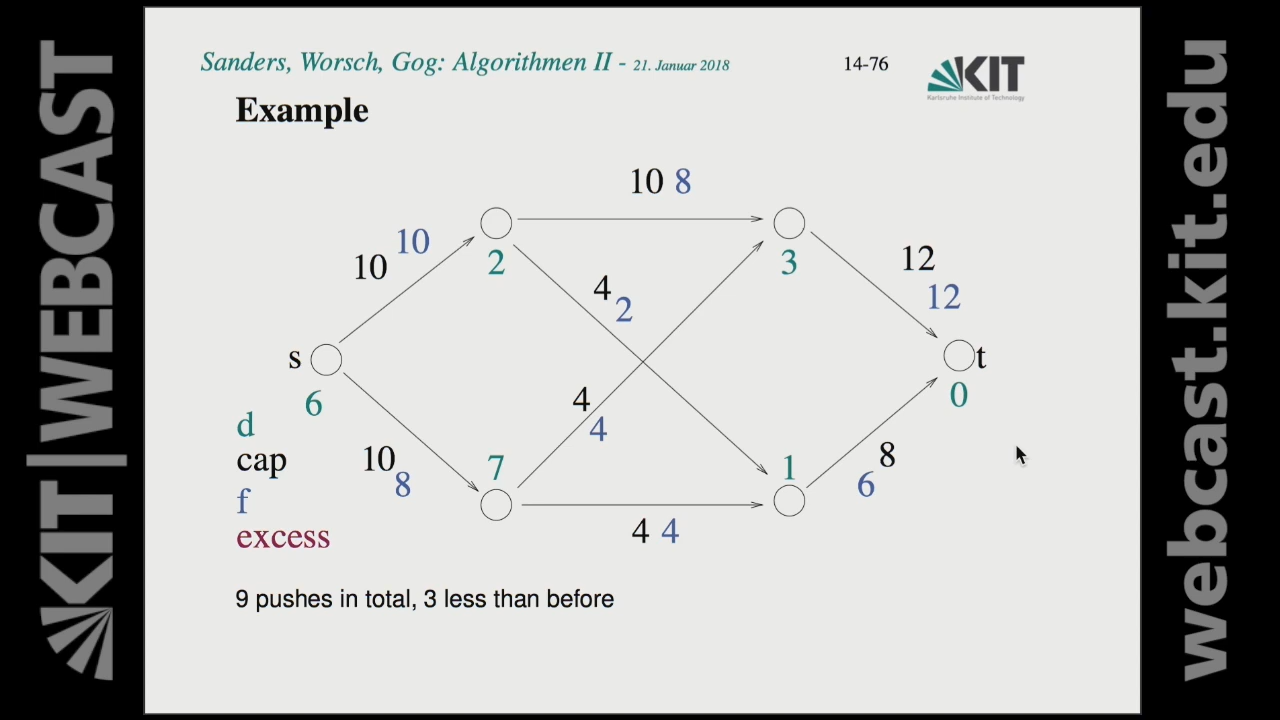 KIT|WEBCAST
Sanders, Worsch, Gog: Algorithmen II - 21. Januar 2018
14-76
KIT
Karlsruhe Institute of Technology
Example
10 8
10
10
2
3
12
12
4
2
s
t
6
0
4
4
d
cap
f
excess
10
8
7
1
8
6
4 4
9 pushes in total, 3 less than before
webcast.kit.edu